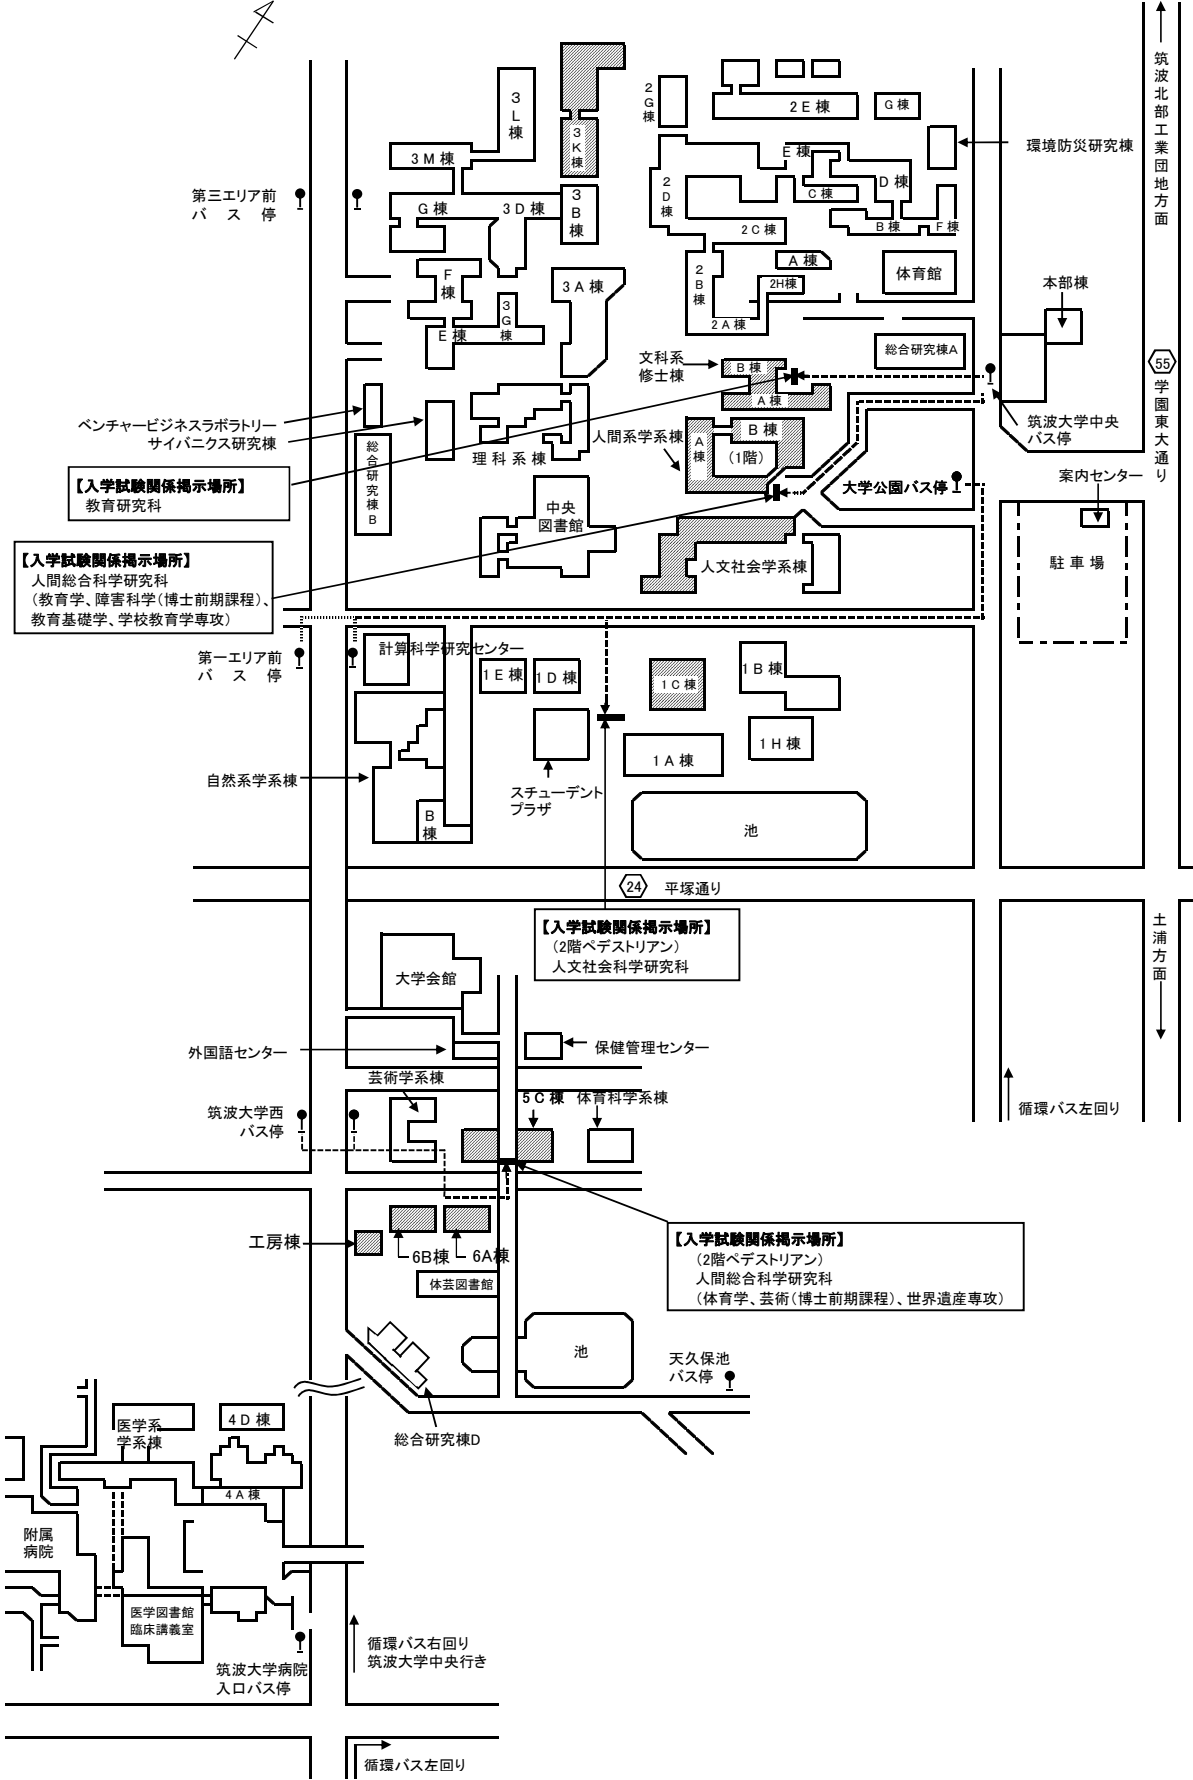 筑波北部工業団地方面
3L棟
3K棟
2G棟
2E棟
G棟
環境防災研究棟
3M棟
E棟
第三エリア前
バス停
G棟
3D棟
3B棟
2D棟
C棟
D棟
B棟
F棟
2C棟
A棟
体育館
F棟
3A棟
2B棟
2H棟
本部棟
3G棟
2A棟
E棟
総合研究棟A
文科系
修士棟
B棟
A棟
55
学園東大通り
筑波大学中央
バス停
ベンチャービジネスラボラトリー
サイバニクス研究棟
総合研究棟B
理科系棟
人間系学系棟
A棟
B棟
(1階)
【入学試験関係掲示場所】
教育研究科
大学公園バス停
案内センター
中央
図書館
駐車場
【入学試験関係掲示場所】
人間総合科学研究科
(教育学、障害科学(博士前期課程)、
教育基礎学、学校教育学専攻)
人文社会学系棟
第一エリア前
バス停
計算科学研究センター
1E棟
1D棟
1C棟
1B棟
1H棟
1A棟
自然系学系棟
スチューデント
プラザ
B棟
池
24
平塚通り
【入学試験関係掲示場所】
(2階ペデストリアン)
人文社会科学研究科
土浦方面
大学会館
外国語センター
保健管理センター
芸術学系棟
5C棟
体育科学系棟
循環バス左回り
筑波大学西
バス停
工房棟
6B棟
6A棟
【入学試験関係掲示場所】
(2階ペデストリアン)
人間総合科学研究科
(体育学、芸術(博士前期課程)、世界遺産専攻)
体芸図書館
池
天久保池
バス停
総合研究棟D
医学系
学系棟
4D棟
4A棟
附属
病院
医学図書館
臨床講義室
筑波大学病院
入口バス停
循環バス右回り
筑波大学中央行き
循環バス左回り